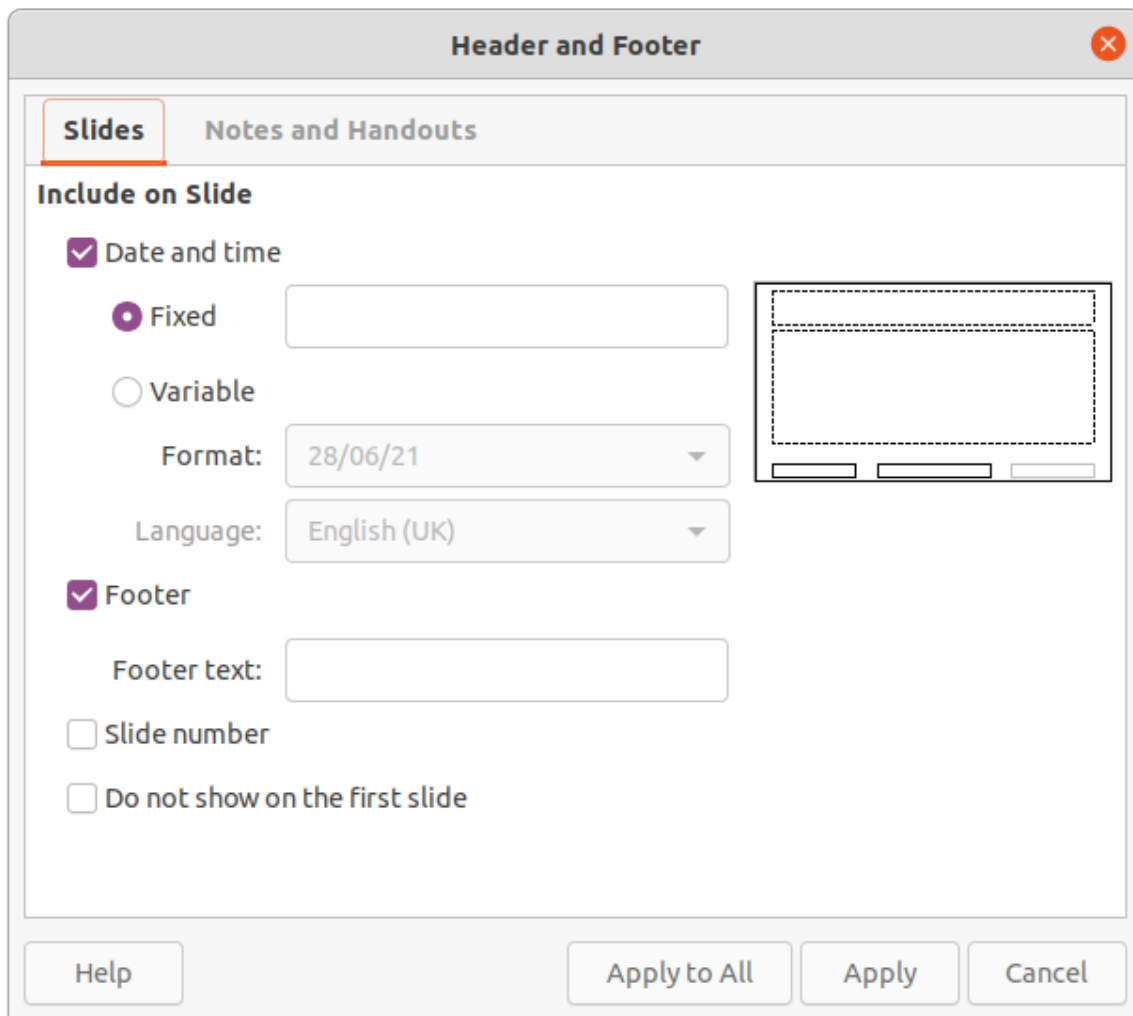 Header and Footer
Slides Notes and Handouts
Include on Slide
Date and time
Fixed
Variable
Format: 28/06/21
Language: English (UK)
Footer
Footer text:
Slide number
Do not show on the first slide
Help Apply to All Apply Cancel